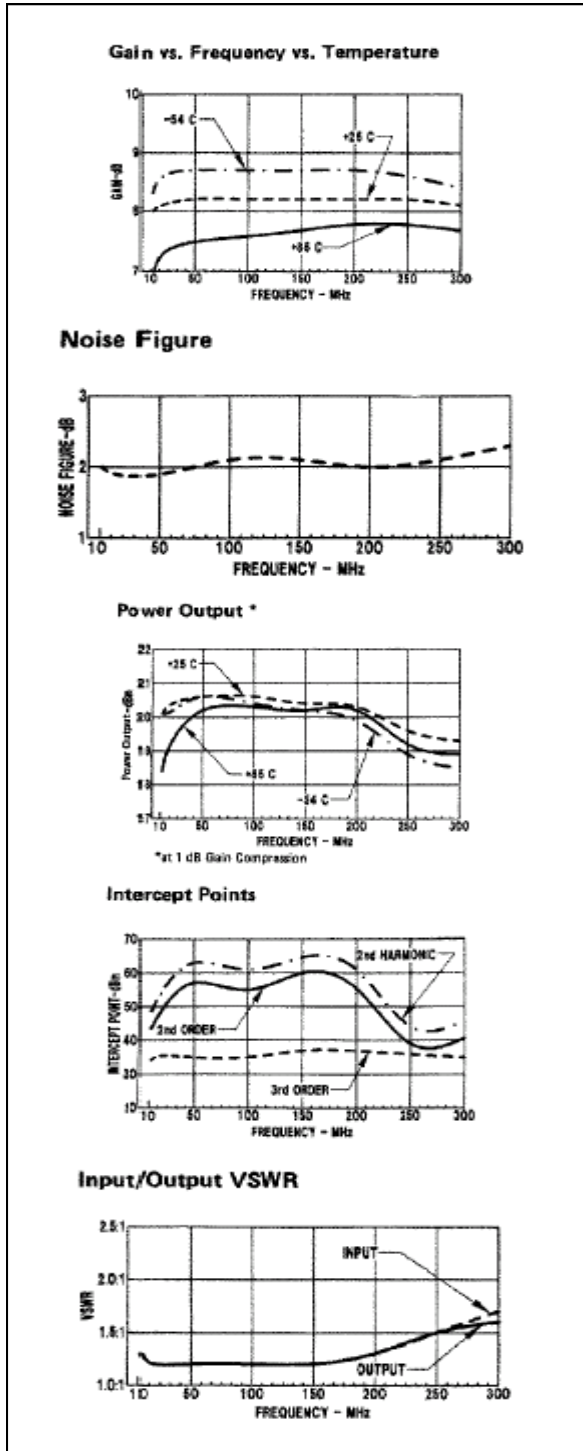 Gain vs. Frequency vs. Temperature
10
9
8
7
GAIN-dB
-54 C
+25 C
+85 C
10 50 100 150 200 250 300
FREQUENCY - MHz
Noise Figure
3
2
1
NOISE FIGURE-dB
10 50 100 150 200 250 300
FREQUENCY - MHz
Power Output *
22
21
20
19
18
17
Power Output-dBm
+25 C
+85 C
-54 C
10 50 100 150 200 250 300
FREQUENCY - MHz
*at 1 dB Gain Compression
Intercept Points
70
60
50
40
30
10
INTERCEPT POINT-dBm
2nd HARMONIC
2nd ORDER
3rd ORDER
10 50 100 150 200 250 300
FREQUENCY - MHz
Input/Output VSWR
2.5:1
2.0:1
1.5:1
1.0:1
VSWR
INPUT
OUTPUT
10 50 100 150 200 250 300
FREQUENCY - MHz